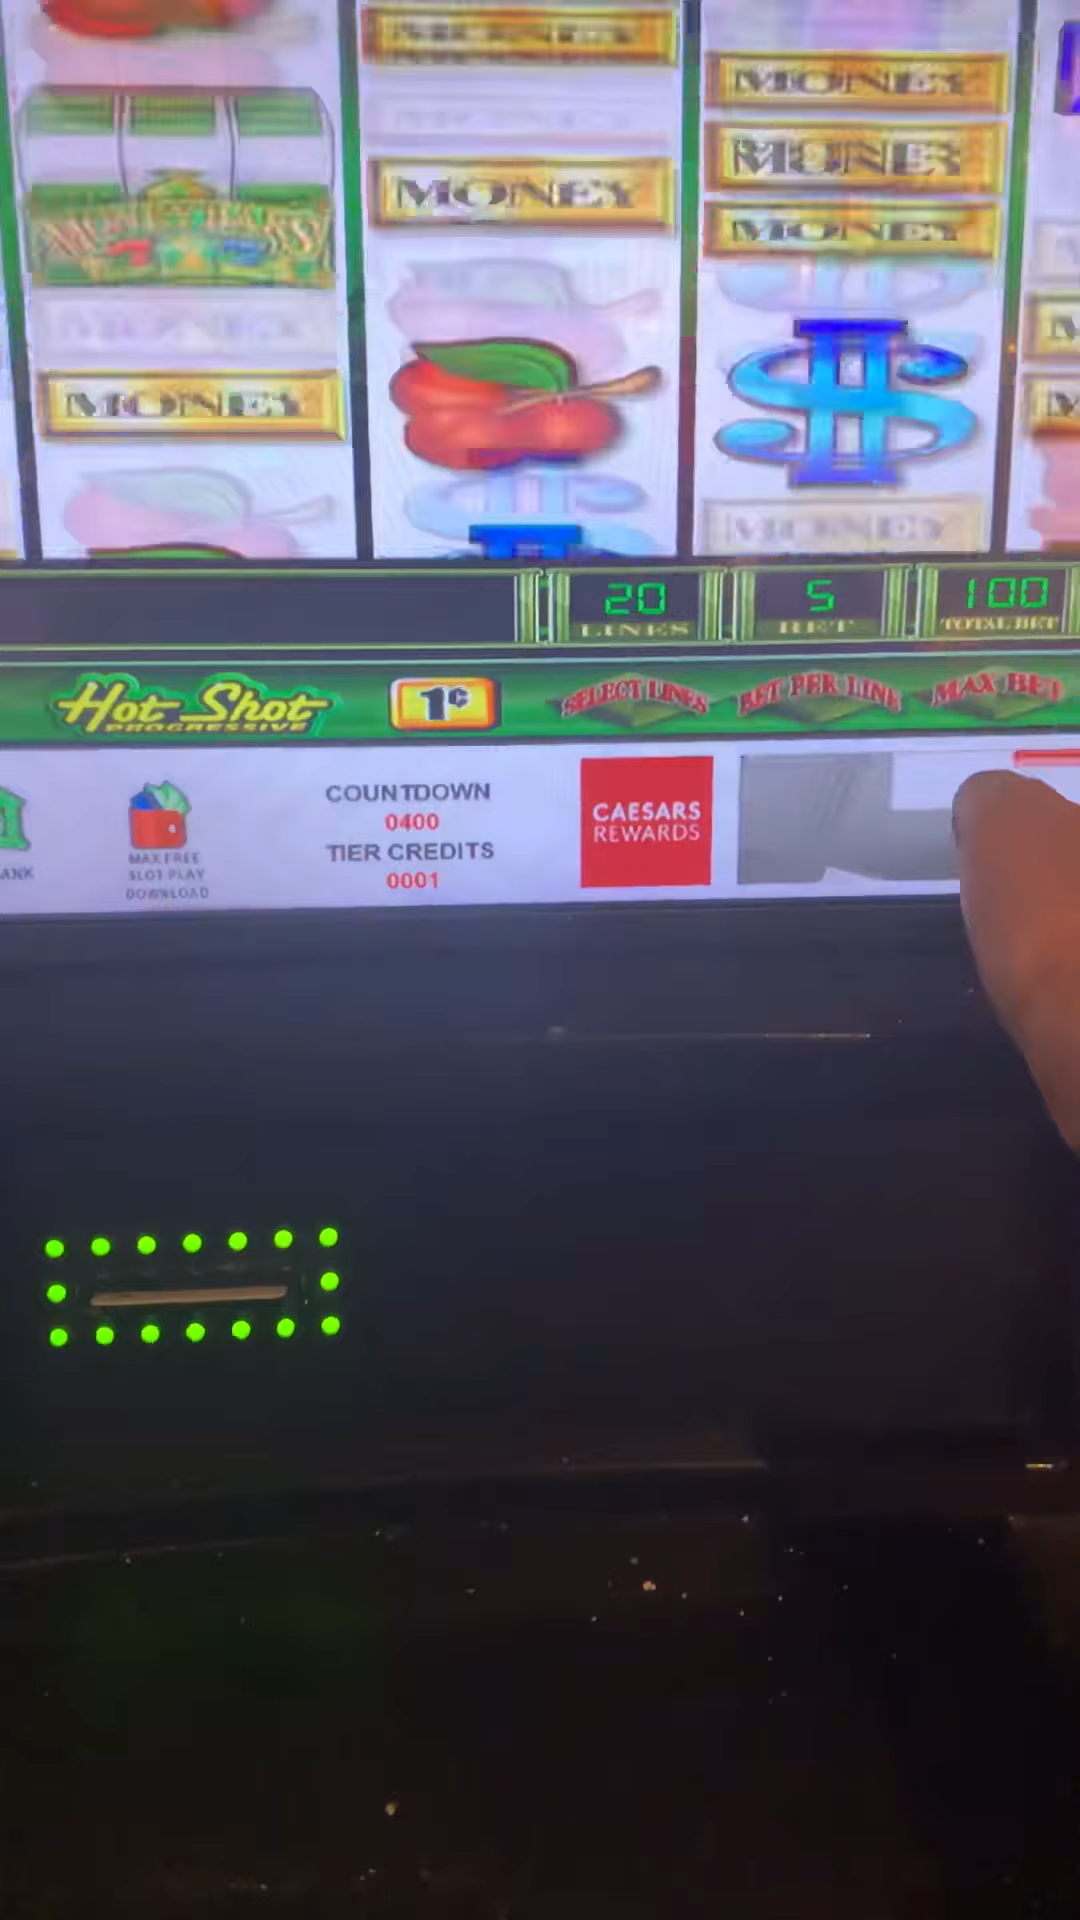 MONEY
MONEY
MONEY
MONEY
MONEY
MONEY
MONEY
20
LINES
5
BET
100
TOTAL BET
Hot Shot
PROGRESSIVE
1¢
SELECT LINES
BET PER LINE
MAX BET
ANK
MAX FREE
SLOT PLAY
DOWNLOAD
COUNTDOWN
0400
TIER CREDITS
0001
CAESARS
REWARDS